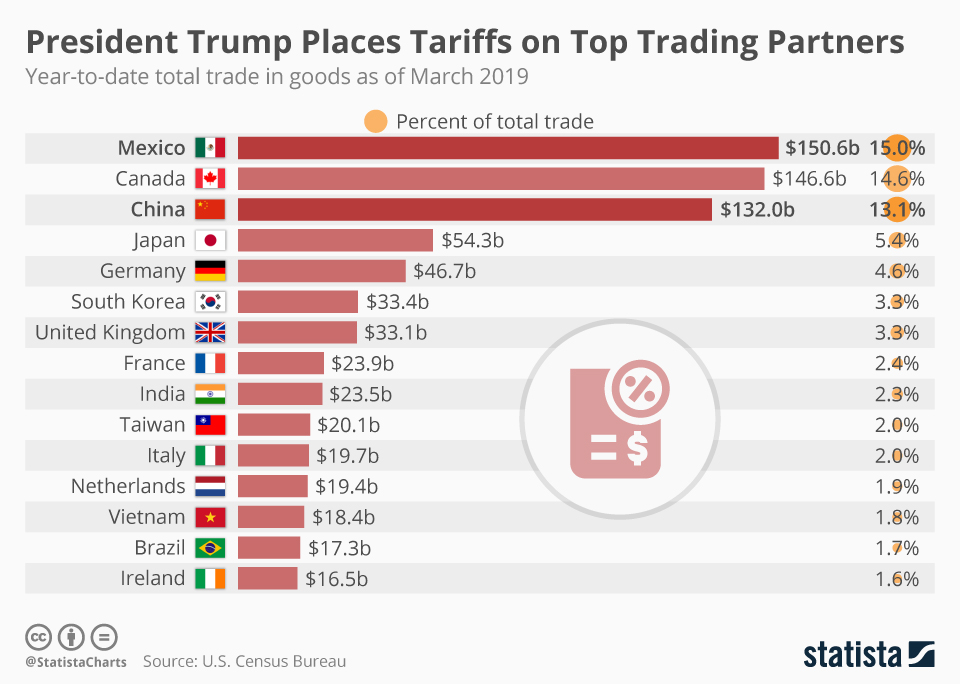 President Trump Places Tariffs on Top Trading Partners
Year-to-date total trade in goods as of March 2019
Percent of total trade
Mexico $150.6b 15.0%
Canada $146.6b 14.6%
China $132.0b 13.1%
Japan $54.3b 5.4%
Germany $46.7b 4.6%
South Korea $33.4b 3.3%
United Kingdom $33.1b 3.3%
France $23.9b 2.4%
India $23.5b 2.3%
Taiwan $20.1b 2.0%
Italy $19.7b 2.0%
Netherlands $19.4b 1.9%
Vietnam $18.4b 1.8%
Brazil $17.3b 1.7%
Ireland $16.5b 1.6%
% = $
cc =
@StatistaCharts Source: U.S. Census Bureau
statista